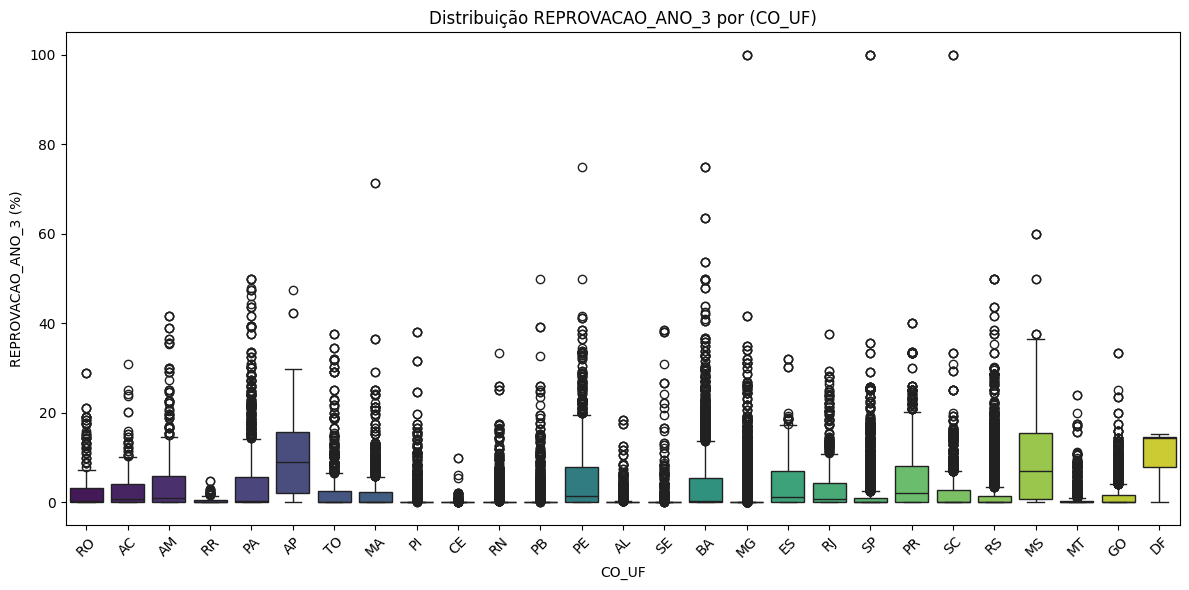 Distribuição REPROVACAO_ANO_3 por (CO_UF)
REPROVACAO_ANO_3 (%)
100
80
60
40
20
0
RO AC AM RR PA AP TO MA PI CE RN PB PE AL SE BA MG ES RJ SP PR SC RS MS MT GO DF
CO_UF